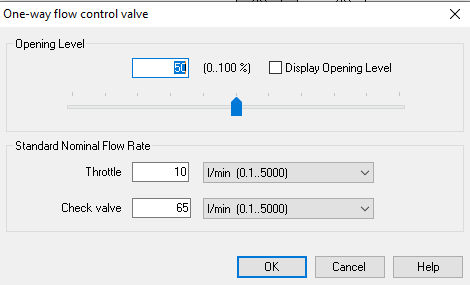 One-way flow control valve
Opening Level
50 (0..100 %) Display Opening Level
Standard Nominal Flow Rate
Throttle 10 l/min (0.1..5000)
Check valve 65 l/min (0.1..5000)
OK Cancel Help